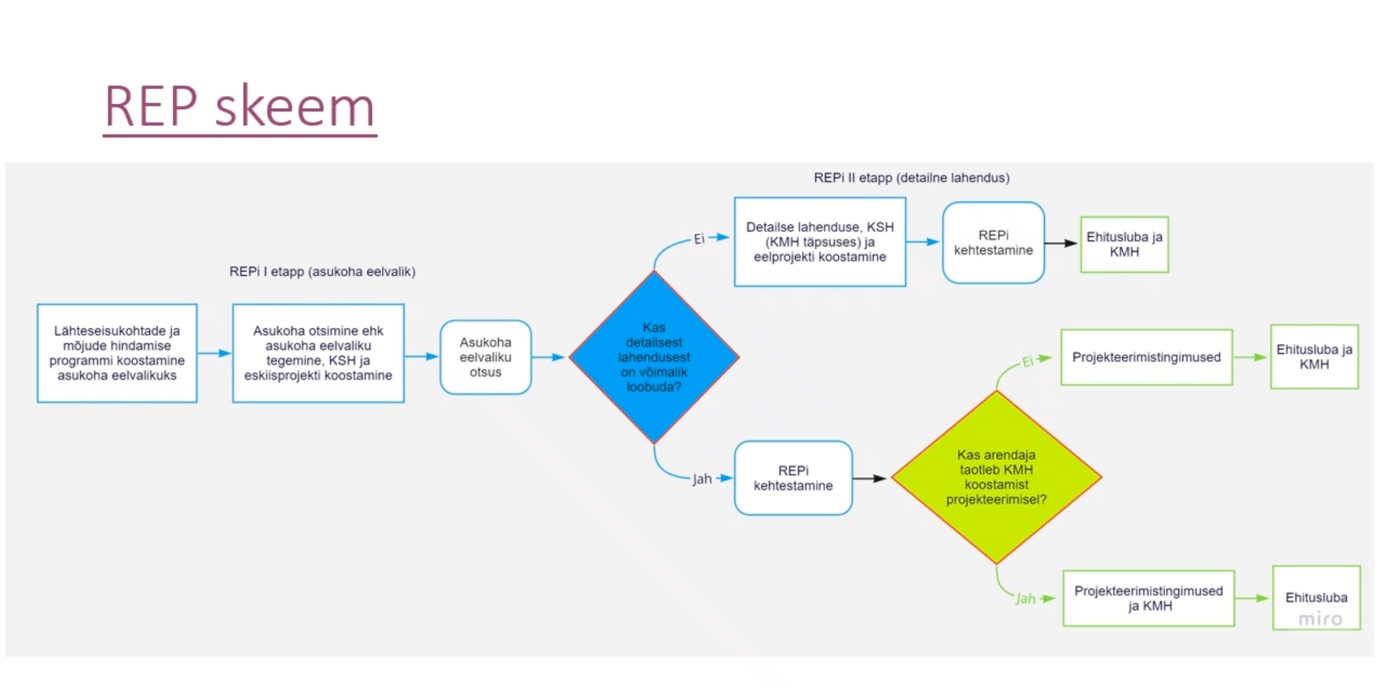 REP skeem
REPi II etapp (detailne lahendus)
Ei
Detailse lahenduse, KSH
(KMH täpsuses) ja
eelprojekti koostamine
REPi
kehtestamine
Ehitusluba ja
KMH
REPi I etapp (asukoha eelvalik)
Lähteseisukohtade ja
mõjude hindamise
programmi koostamine
asukoha eelvalikuks
Asukoha otsimine ehk
asukoha eelvaliku
tegemine, KSH ja
eskiisprojekti koostamine
Asukoha
eelvaliku
otsus
Kas
detailsest
lahendusest
on võimalik
loobuda?
Jah
REPi
kehtestamine
Kas arendaja
taotleb KMH
koostamist
projekteerimisel?
Ei
Projekteerimistingimused
Ehitusluba ja
KMH
Jah
Projekteerimistingimused
ja KMH
Ehitusluba
miro